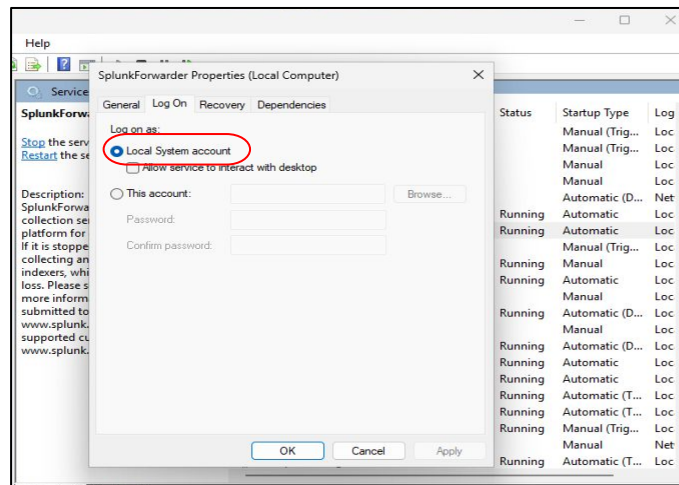 Help
Service
SplunkForwarder Properties (Local Computer)
General Log On Recovery Dependencies
Log on as:
Local System account
Allow service to interact with desktop
This account:
Browse...
Password:
Confirm password:
OK Cancel Apply
SplunkForwa
Stop the serv
Restart the se
Description:
SplunkForwa
collection se
platform for
If it is stoppe
collecting an
indexers, whi
loss. Please s
more inform
submitted to
www.splunk.
supported cu
www.splunk.
Status Startup Type Log
Manual (Trig... Loc
Manual (Trig... Loc
Manual Loc
Manual Loc
Automatic (D... Net
Running Automatic Loc
Running Automatic Loc
Manual (Trig... Loc
Running Manual Loc
Running Automatic Loc
Manual Loc
Running Automatic (D... Loc
Manual Loc
Running Automatic (D... Loc
Running Automatic Loc
Running Automatic Loc
Running Automatic (T... Loc
Running Automatic (T... Loc
Running Manual (Trig... Loc
Manual Net
Running Automatic (T... Loc